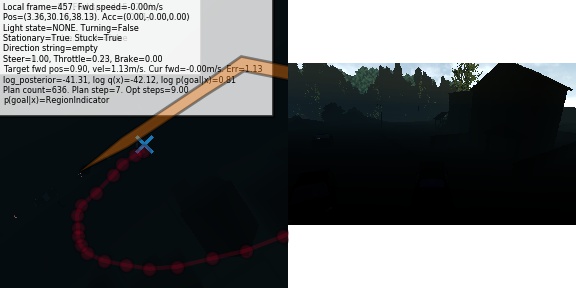 Local frame=457. Fwd speed=-0.00m/s
Pos=(3.36,30.16,38.13). Acc=(0.00,-0.00,0.00)
Light state=NONE. Turning=False
Stationary=True. Stuck=True
Direction string=empty
Steer=1.00, Throttle=0.23, Brake=0.00
Target fwd pos=0.90, vel=1.13m/s. Cur fwd=-0.00m/s. Err=1.13
log_posterior=-41.31, log q(x)=-42.12, log p(goal|x)=0.81
Plan count=636. Plan step=7. Opt steps=9.00
p(goal|x)=RegionIndicator